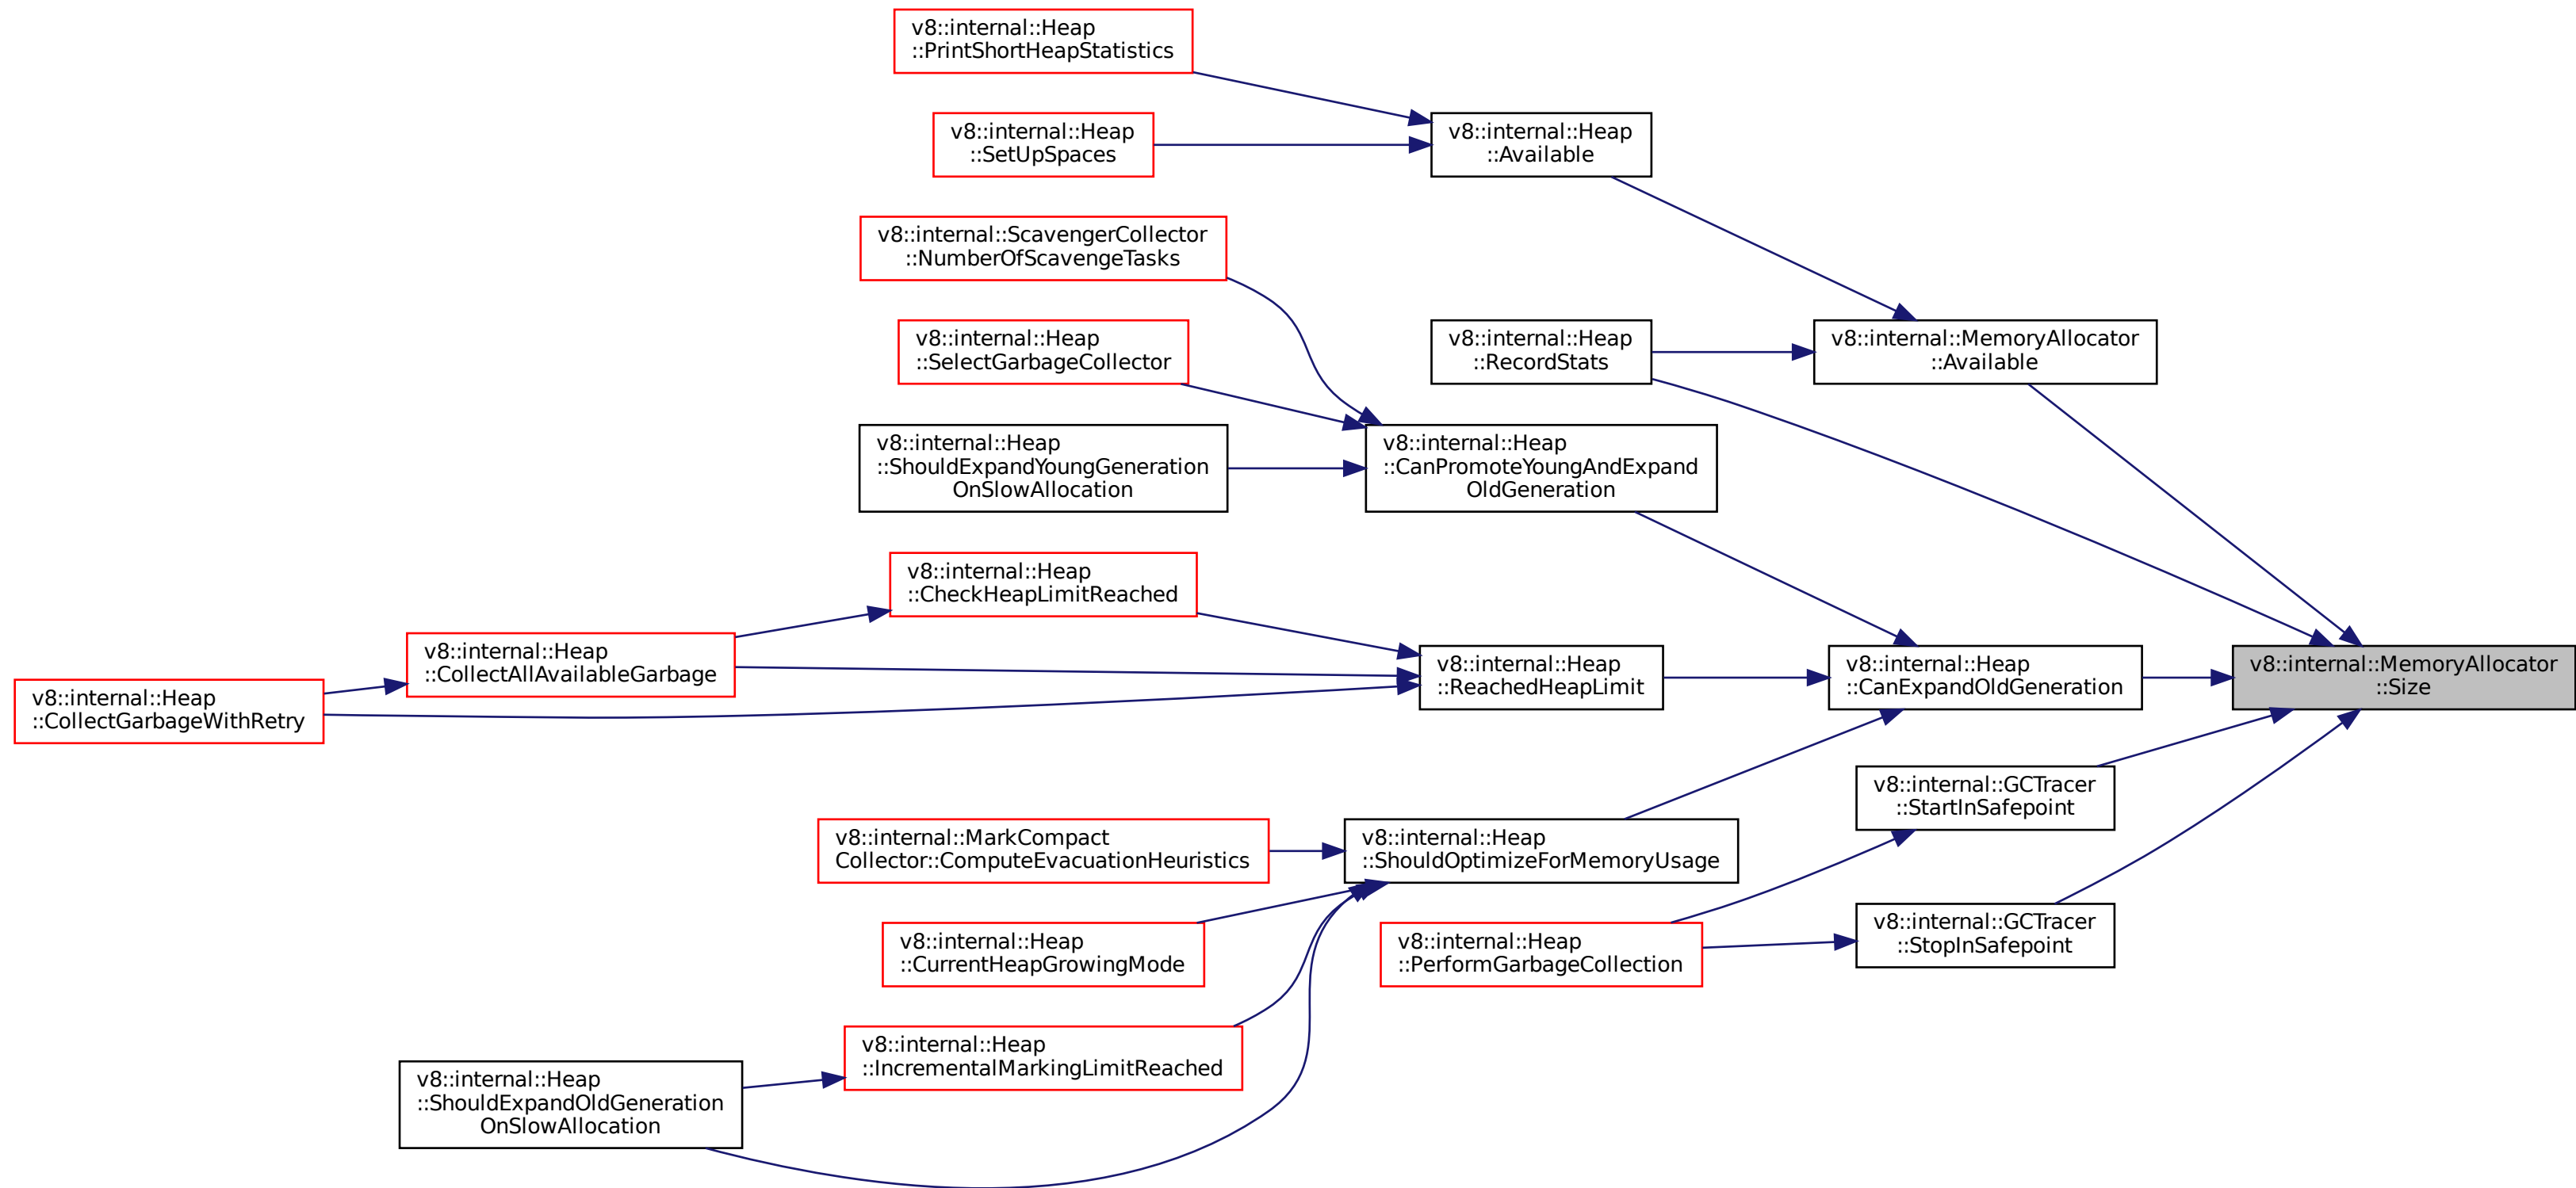 v8::internal::Heap
::PrintShortHeapStatistics
v8::internal::Heap
::SetUpSpaces
v8::internal::Heap
::Available
v8::internal::ScavengerCollector
::NumberOfScavengeTasks
v8::internal::Heap
::SelectGarbageCollector
v8::internal::Heap
::RecordStats
v8::internal::MemoryAllocator
::Available
v8::internal::Heap
::ShouldExpandYoungGeneration
OnSlowAllocation
v8::internal::Heap
::CanPromoteYoungAndExpand
OldGeneration
v8::internal::Heap
::CheckHeapLimitReached
v8::internal::Heap
::CollectAllAvailableGarbage
v8::internal::Heap
::CollectGarbageWithRetry
v8::internal::Heap
::ReachedHeapLimit
v8::internal::Heap
::CanExpandOldGeneration
v8::internal::MemoryAllocator
::Size
v8::internal::GCTracer
::StartInSafepoint
v8::internal::MarkCompact
Collector::ComputeEvacuationHeuristics
v8::internal::Heap
::ShouldOptimizeForMemoryUsage
v8::internal::Heap
::CurrentHeapGrowingMode
v8::internal::Heap
::PerformGarbageCollection
v8::internal::GCTracer
::StopInSafepoint
v8::internal::Heap
::IncrementalMarkingLimitReached
v8::internal::Heap
::ShouldExpandOldGeneration
OnSlowAllocation